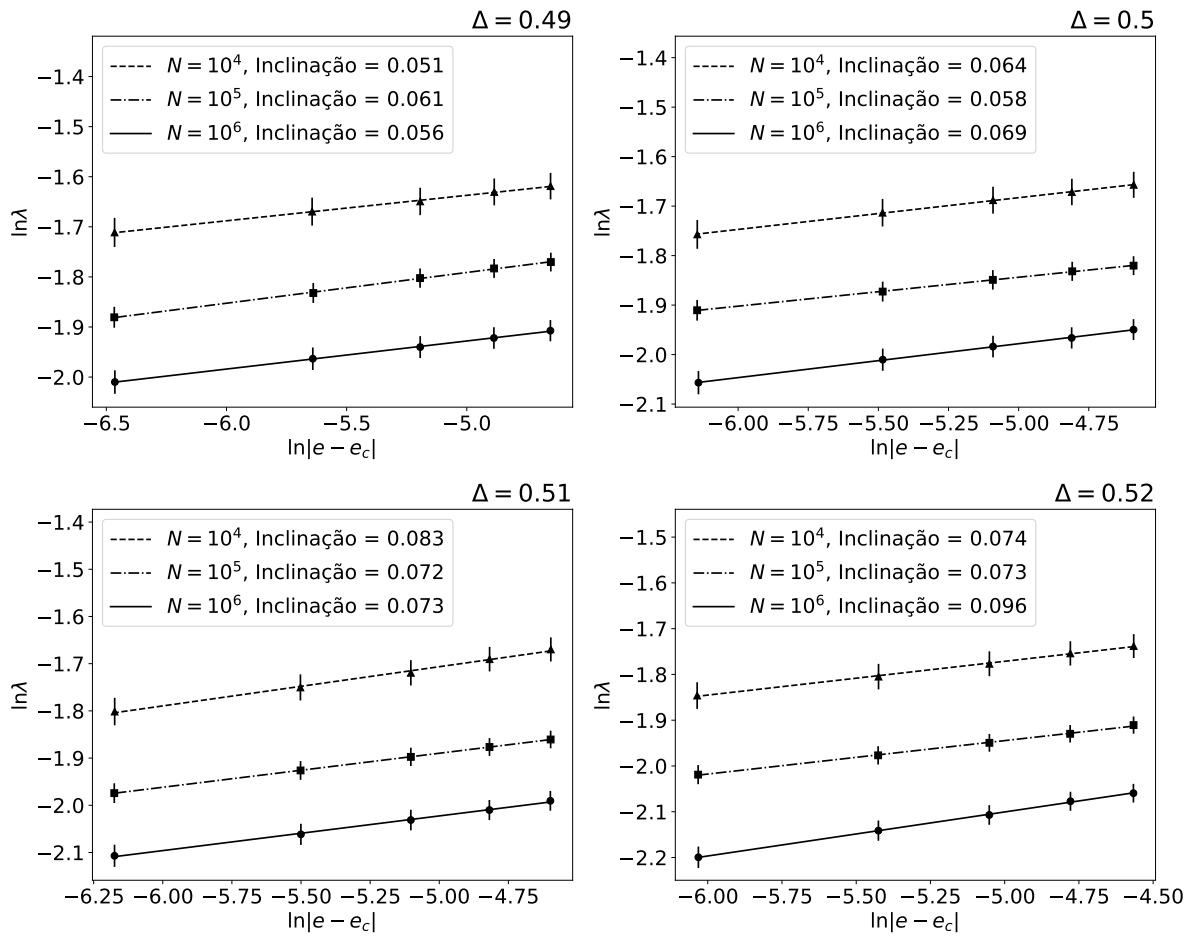 Δ = 0.49
−1.4
−1.5
−1.6
−1.7
−1.8
−1.9
−2.0
lnλ
N = 10⁴, Inclinação = 0.051
N = 10⁵, Inclinação = 0.061
N = 10⁶, Inclinação = 0.056
−6.5 −6.0 −5.5 −5.0
ln|e − e_c|
Δ = 0.5
−1.4
−1.5
−1.6
−1.7
−1.8
−1.9
−2.0
−2.1
lnλ
N = 10⁴, Inclinação = 0.064
N = 10⁵, Inclinação = 0.058
N = 10⁶, Inclinação = 0.069
−6.00 −5.75 −5.50 −5.25 −5.00 −4.75
ln|e − e_c|
Δ = 0.51
−1.4
−1.5
−1.6
−1.7
−1.8
−1.9
−2.0
−2.1
lnλ
N = 10⁴, Inclinação = 0.083
N = 10⁵, Inclinação = 0.072
N = 10⁶, Inclinação = 0.073
−6.25 −6.00 −5.75 −5.50 −5.25 −5.00 −4.75
ln|e − e_c|
Δ = 0.52
−1.5
−1.6
−1.7
−1.8
−1.9
−2.0
−2.1
−2.2
lnλ
N = 10⁴, Inclinação = 0.074
N = 10⁵, Inclinação = 0.073
N = 10⁶, Inclinação = 0.096
−6.00 −5.75 −5.50 −5.25 −5.00 −4.75 −4.50
ln|e − e_c|